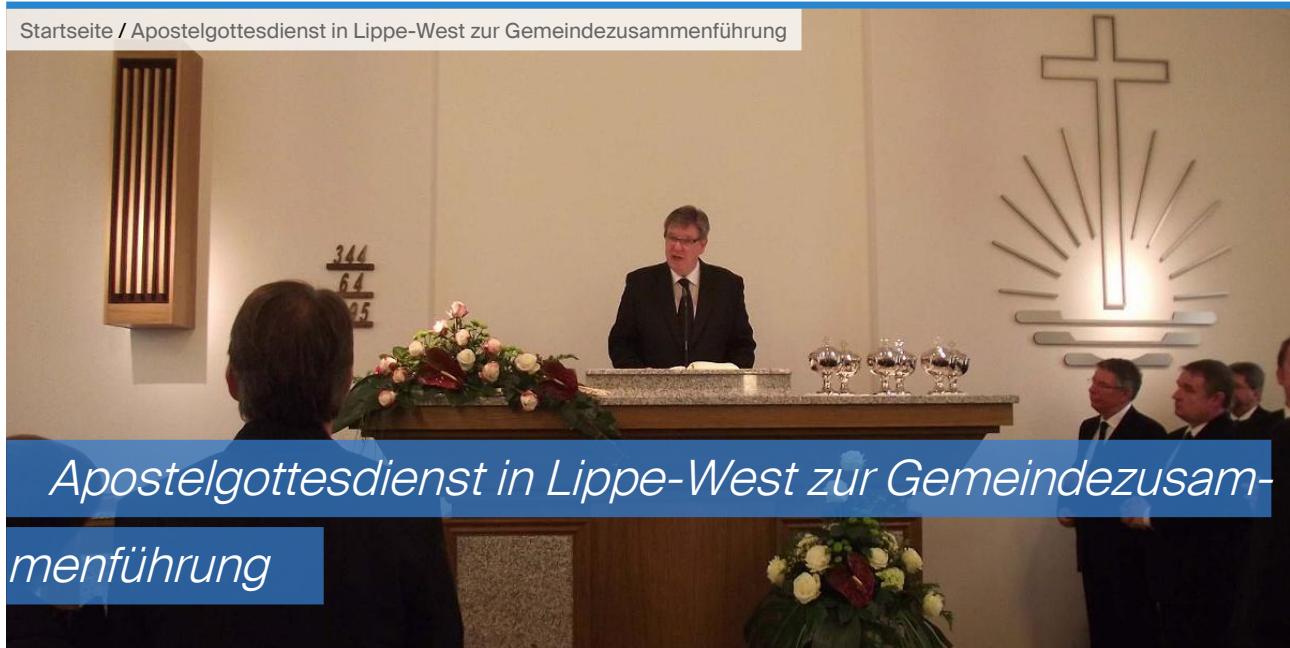 Startseite / Apostelgottesdienst in Lippe-West zur Gemeindezusammenführung
344
64
Apostelgottesdienst in Lippe-West zur Gemeindezusam-
menführung